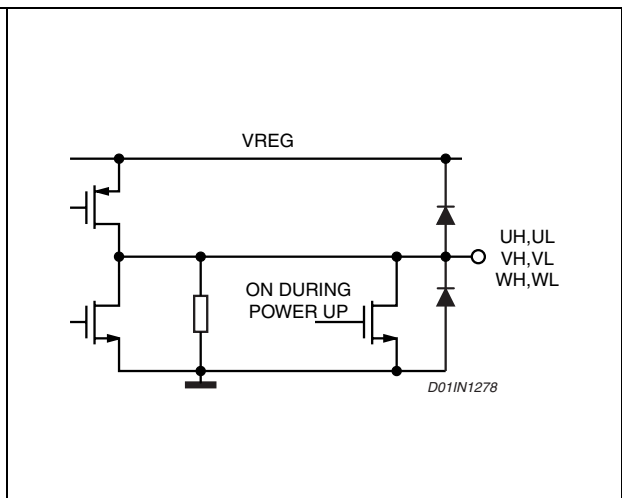 VREG
UH,UL
VH,VL
WH,WL
ON DURING
POWER UP
D01IN1278